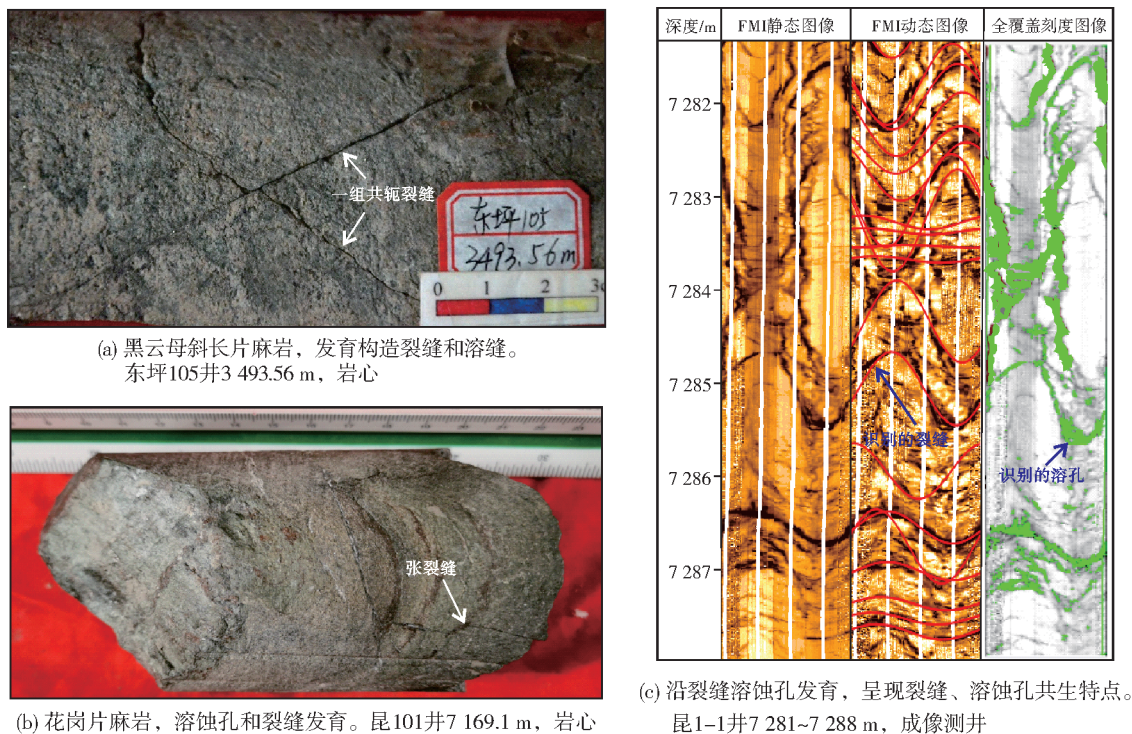 一组共轭裂缝
东坪105
3493.56m
0 1 2 3
(a) 黑云母斜长片麻岩，发育构造裂缝和溶缝。
东坪105井3 493.56 m，岩心
张裂缝
(b) 花岗片麻岩，溶蚀孔和裂缝发育。昆101井7 169.1 m，岩心
深度/m FMI静态图像 FMI动态图像 全覆盖刻度图像
7 282
7 283
7 284
7 285
识别的裂缝
7 286
识别的溶孔
7 287
(c) 沿裂缝溶蚀孔发育，呈现裂缝、溶蚀孔共生特点。
昆1-1井7 281~7 288 m，成像测井